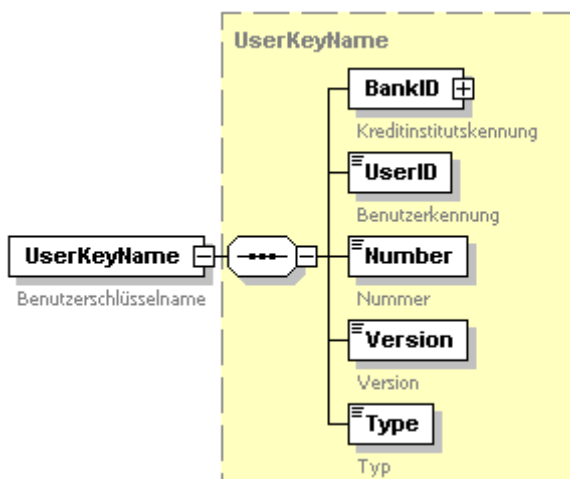 UserKeyName
BankID
Kreditinstitutskennung
UserID
Benutzerkennung
UserKeyName
Benutzerschlüsselname
Number
Nummer
Version
Version
Type
Typ